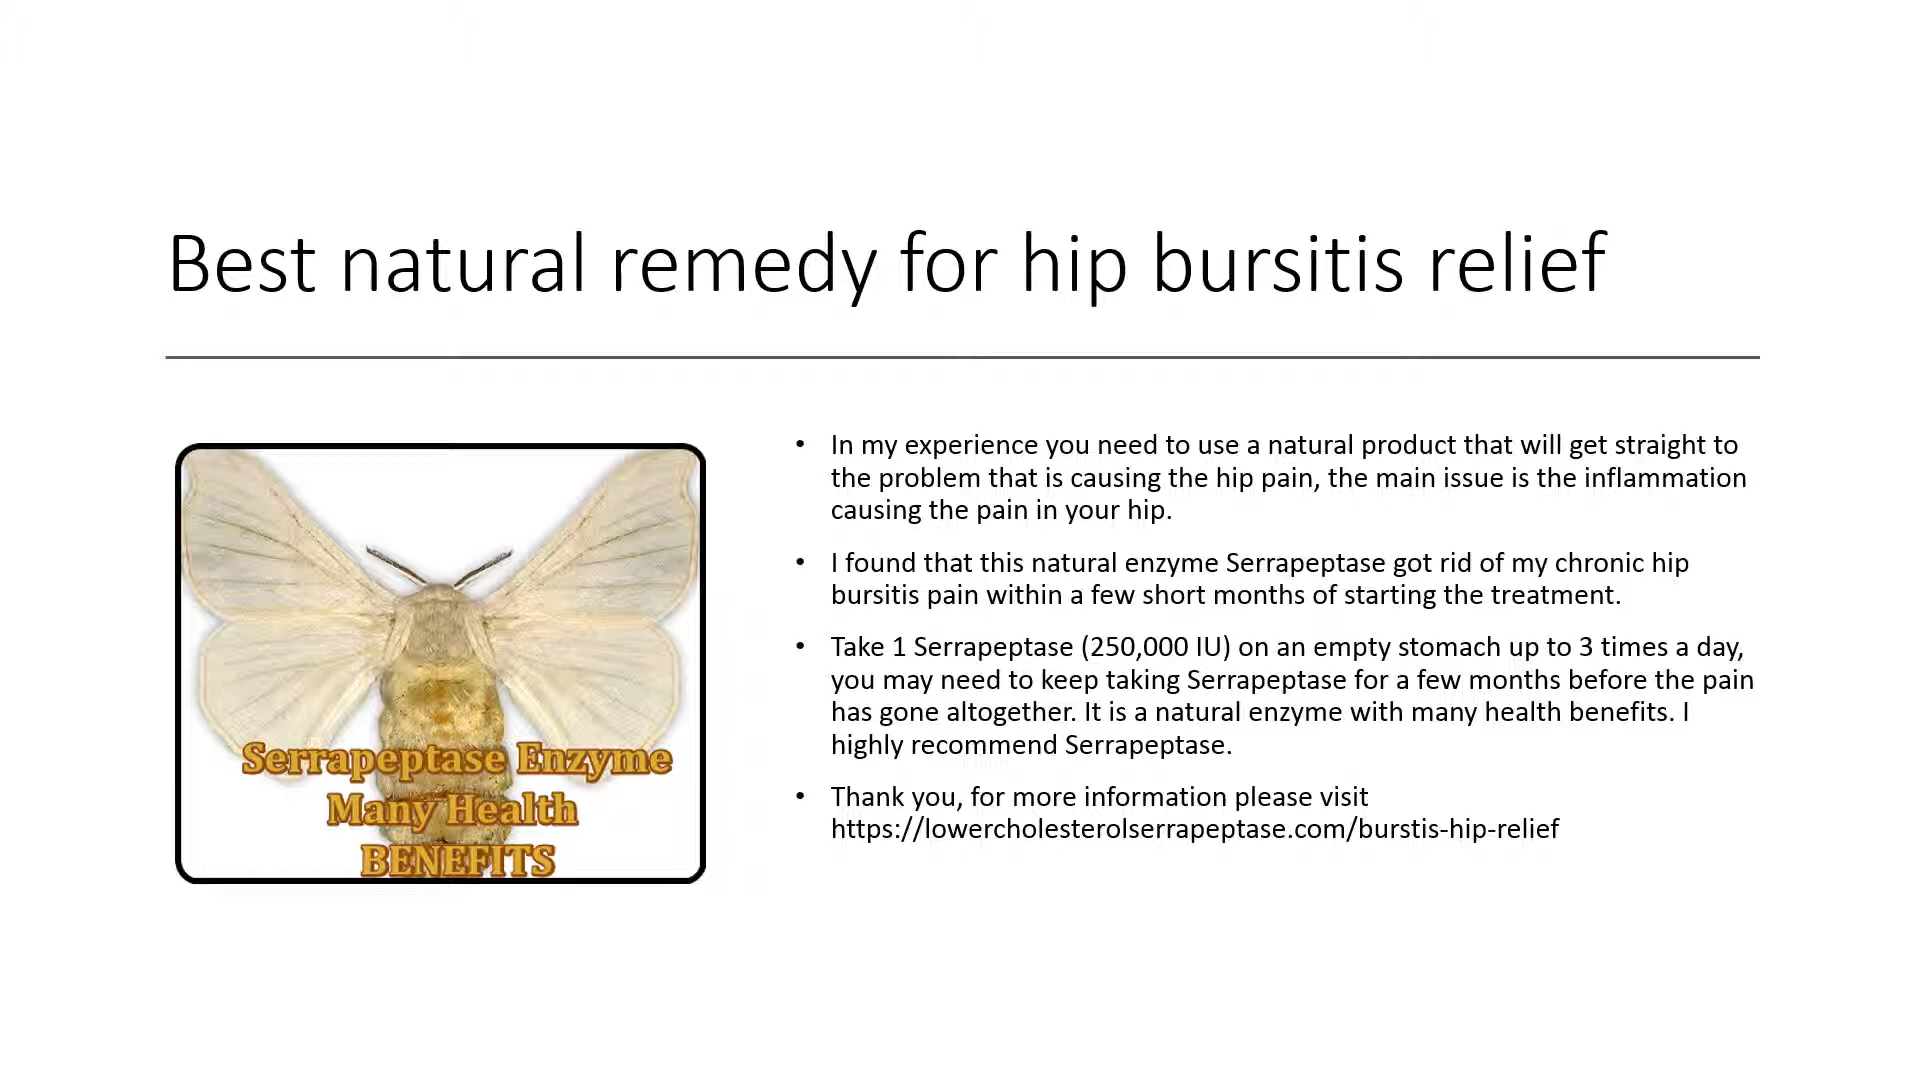 Best natural remedy for hip bursitis relief
• In my experience you need to use a natural product that will get straight to
the problem that is causing the hip pain, the main issue is the inflammation
causing the pain in your hip.
• I found that this natural enzyme Serrapeptase got rid of my chronic hip
bursitis pain within a few short months of starting the treatment.
• Take 1 Serrapeptase (250,000 IU) on an empty stomach up to 3 times a day,
you may need to keep taking Serrapeptase for a few months before the pain
has gone altogether. It is a natural enzyme with many health benefits. I
highly recommend Serrapeptase.
• Thank you, for more information please visit
https://lowercholesterolserrapeptase.com/burstis-hip-relief
Serrapeptase Enzyme
Many Health
BENEFITS